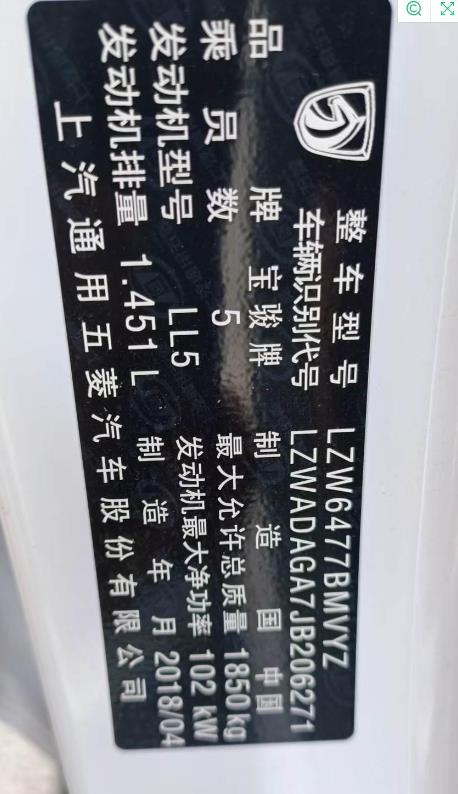 整车型号 LZW6477BMVYZ
车辆识别代号 LZWADAGA7JB206271
品牌 宝骏牌 制造国 中国
乘员数 5 最大允许总质量 1850kg
发动机型号 LL5 发动机最大净功率 102 kW
发动机排量 1.451L 制造年月 2018/04
上汽通用五菱汽车股份有限公司